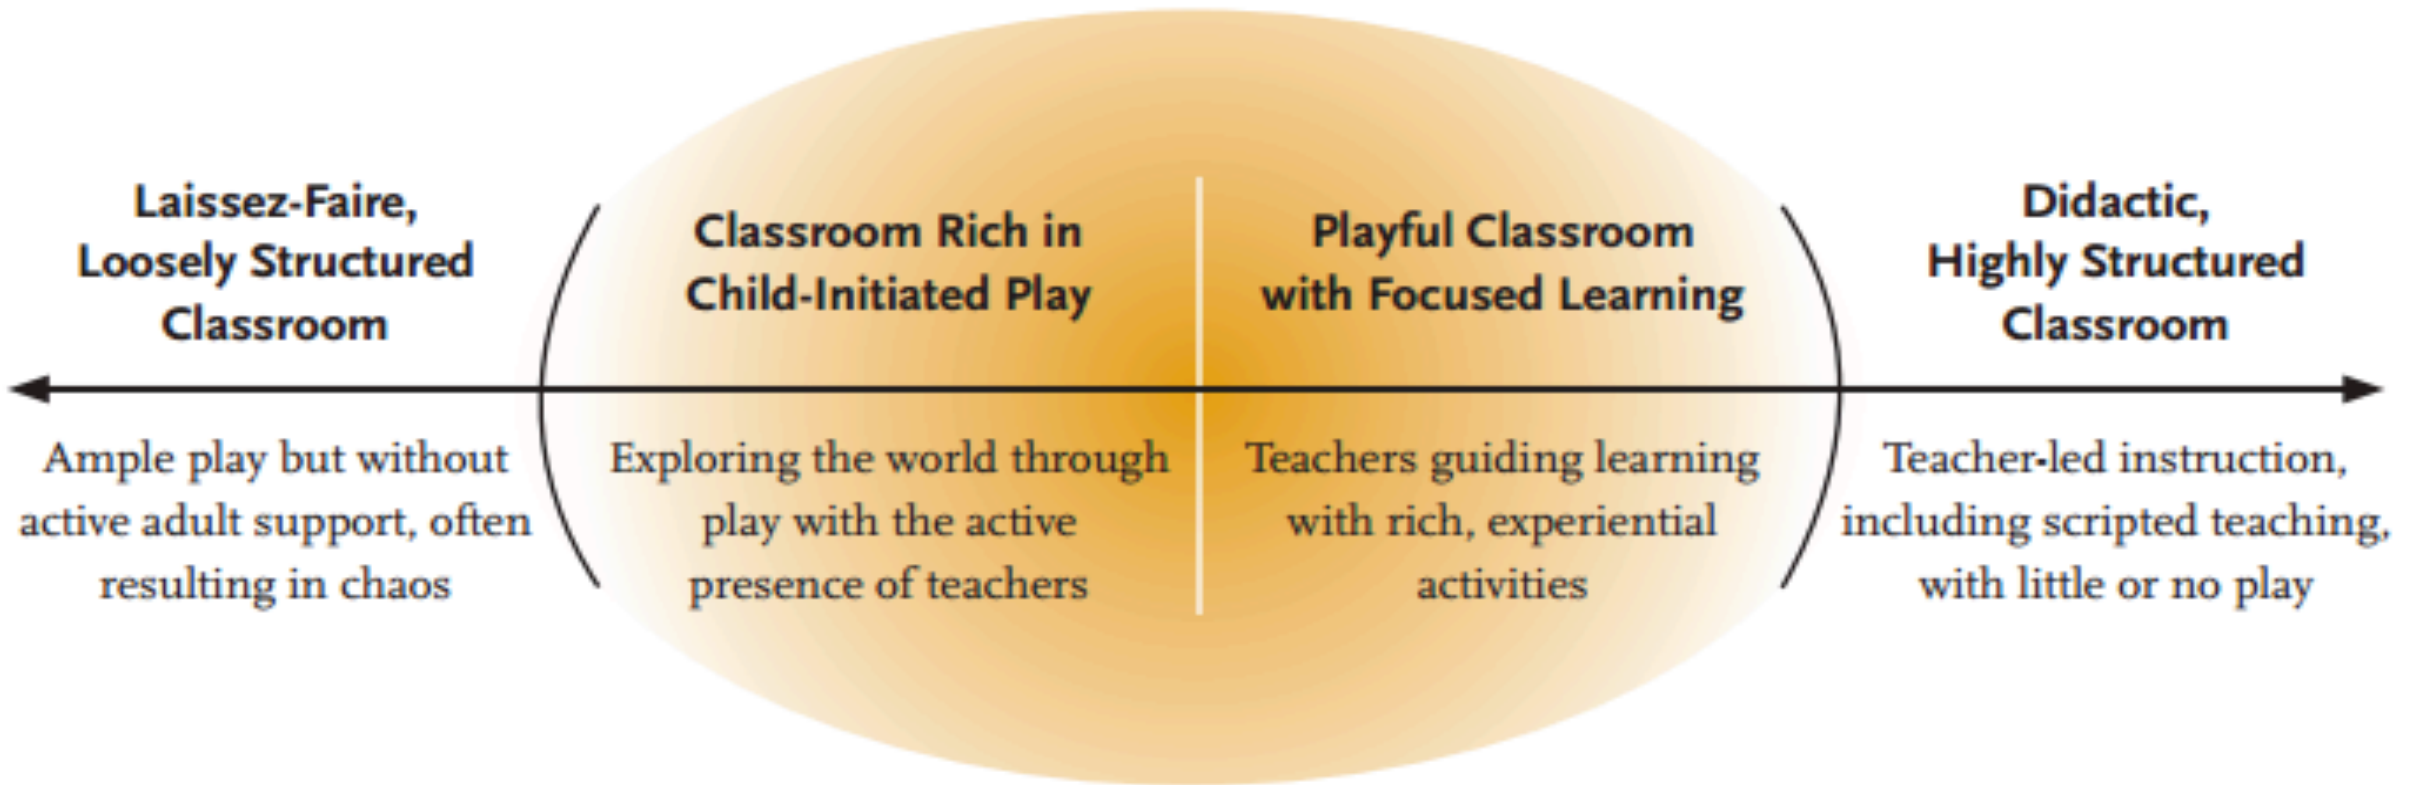 Laissez-Faire,
Loosely Structured
Classroom
Ample play but without
active adult support, often
resulting in chaos
Classroom Rich in
Child-Initiated Play
Exploring the world through
play with the active
presence of teachers
Playful Classroom
with Focused Learning
Teachers guiding learning
with rich, experiential
activities
Didactic,
Highly Structured
Classroom
Teacher-led instruction,
including scripted teaching,
with little or no play